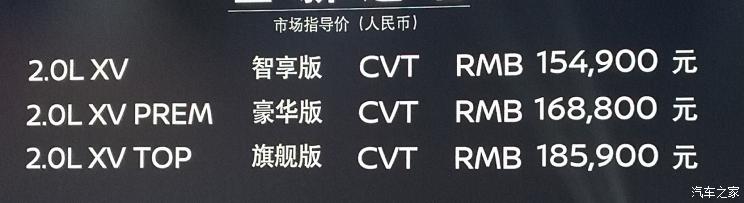 市场指导价（人民币）
2.0L XV 智享版 CVT RMB 154,900 元
2.0L XV PREM 豪华版 CVT RMB 168,800 元
2.0L XV TOP 旗舰版 CVT RMB 185,900 元
汽车之家